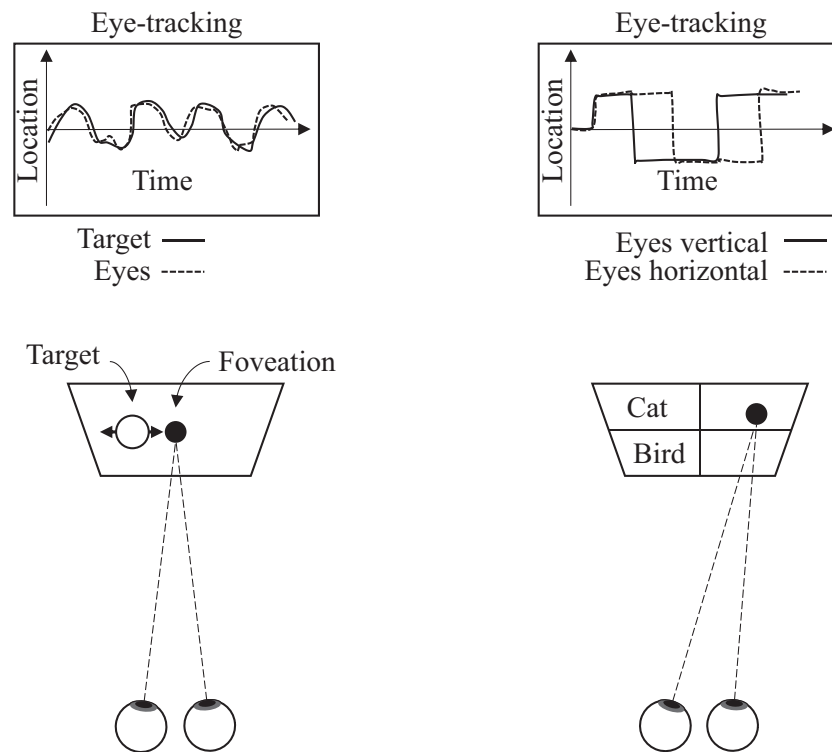 Eye-tracking
Location
Time
Target
Eyes
Eye-tracking
Location
Time
Eyes vertical
Eyes horizontal
Target
Foveation
Cat
Bird